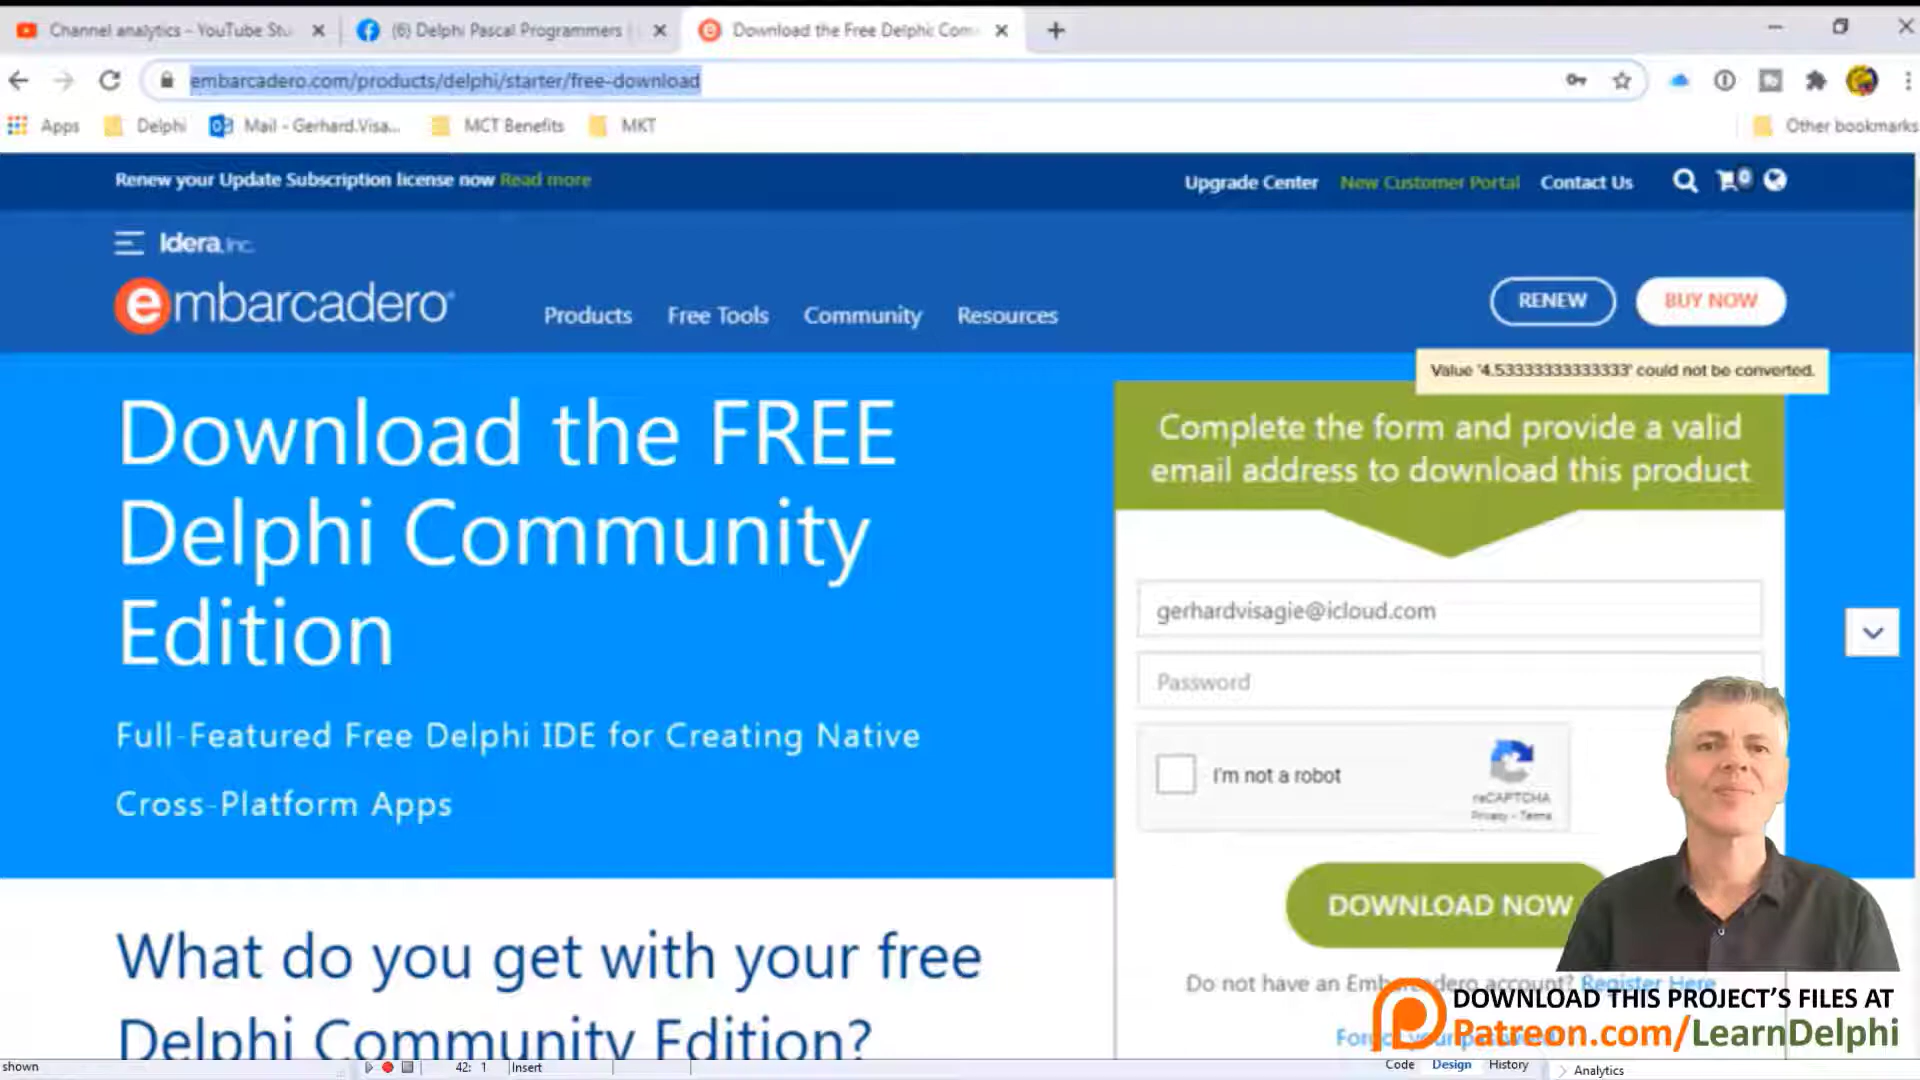 Channel analytics - YouTube Stu
(6) Delphi Pascal Programmers
Download the Free Delphi Com
embarcadero.com/products/delphi/starter/free-download
Apps
Delphi
Mail - Gerhard.Visa...
MCT Benefits
MKT
Other bookmarks
Renew your Update Subscription license now Read more
Upgrade Center
New Customer Portal
Contact Us
0
Idera, Inc.
embarcadero®
Products
Free Tools
Community
Resources
RENEW
BUY NOW
Value '4.53333333333333' could not be converted.
Download the FREE
Delphi Community
Edition
Full-Featured Free Delphi IDE for Creating Native
Cross-Platform Apps
Complete the form and provide a valid
email address to download this product
gerhardvisagie@icloud.com
Password
I'm not a robot
reCAPTCHA
Privacy - Terms
DOWNLOAD NOW
Do not have an Embarcadero account? Register Here
What do you get with your free
Delphi Community Edition?
DOWNLOAD THIS PROJECT'S FILES AT
Patreon.com/LearnDelphi
shown
42: 1
Insert
Code
Design
History
Analytics